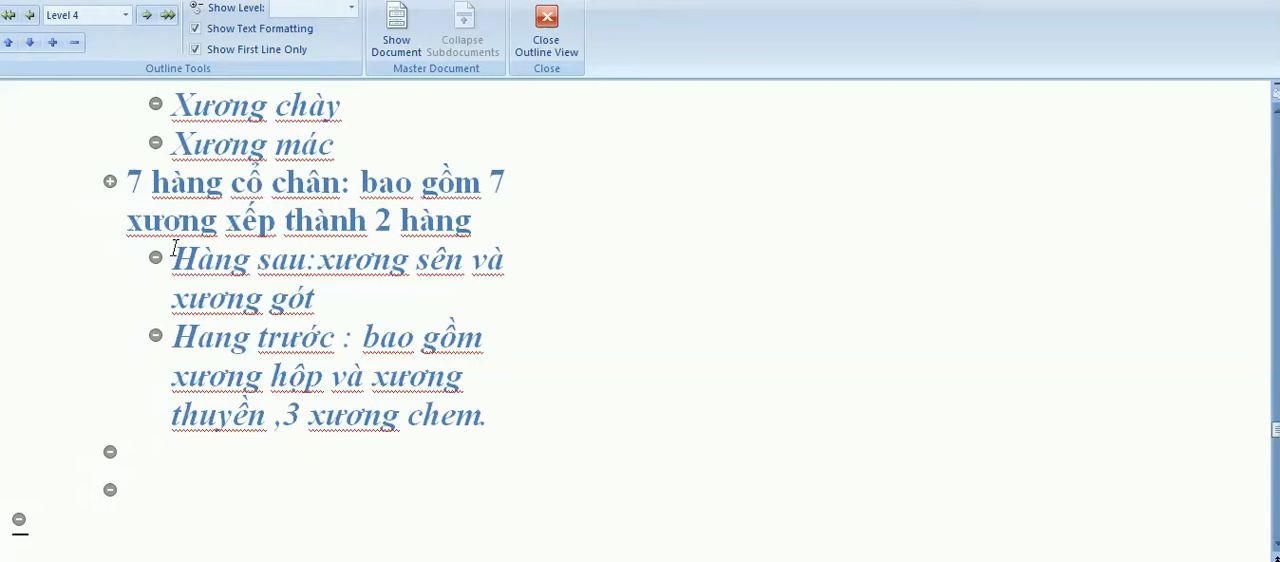 Level 4
Show Level:
Show Text Formatting
Show First Line Only
Outline Tools
Show Document
Collapse Subdocuments
Master Document
Close Outline View
Close
Xương chày
Xương mác
7 hàng cổ chân: bao gồm 7
xương xếp thành 2 hàng
Hàng sau:xương sên và
xương gót
Hang trước : bao gồm
xương hộp và xương
thuyền ,3 xương chem.